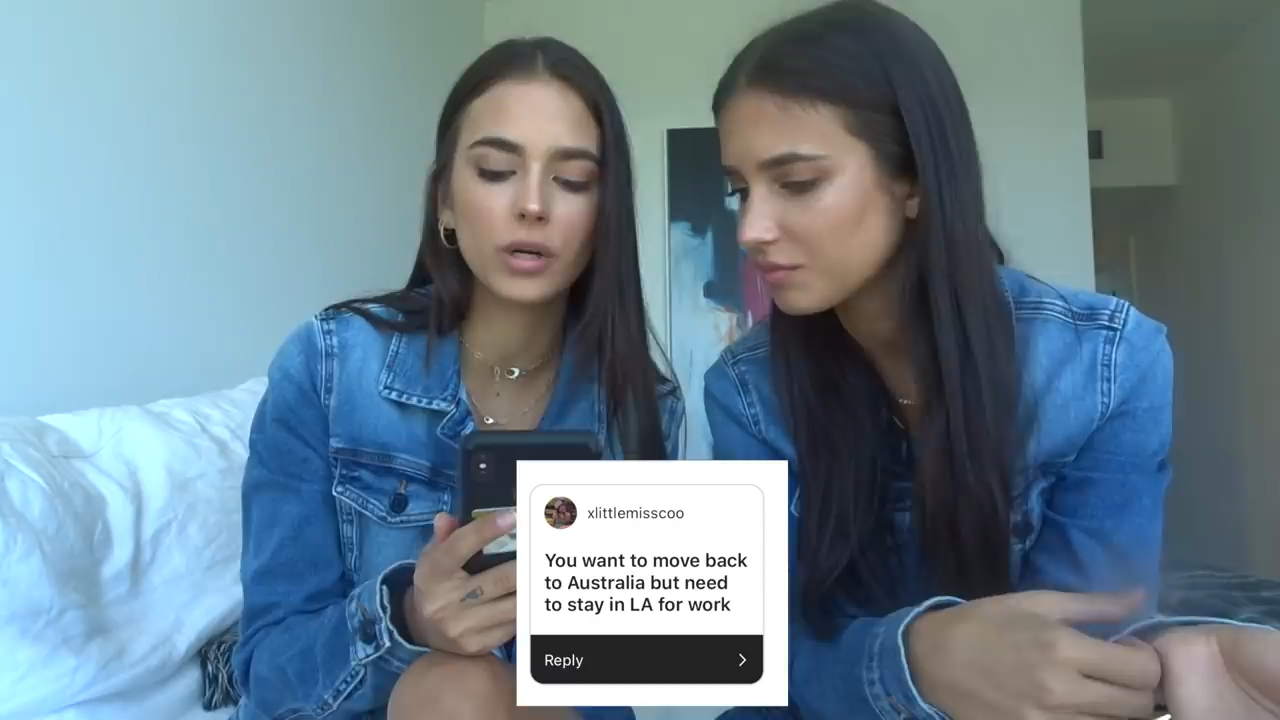 xlittlemisscoo
You want to move back
to Australia but need
to stay in LA for work
Reply